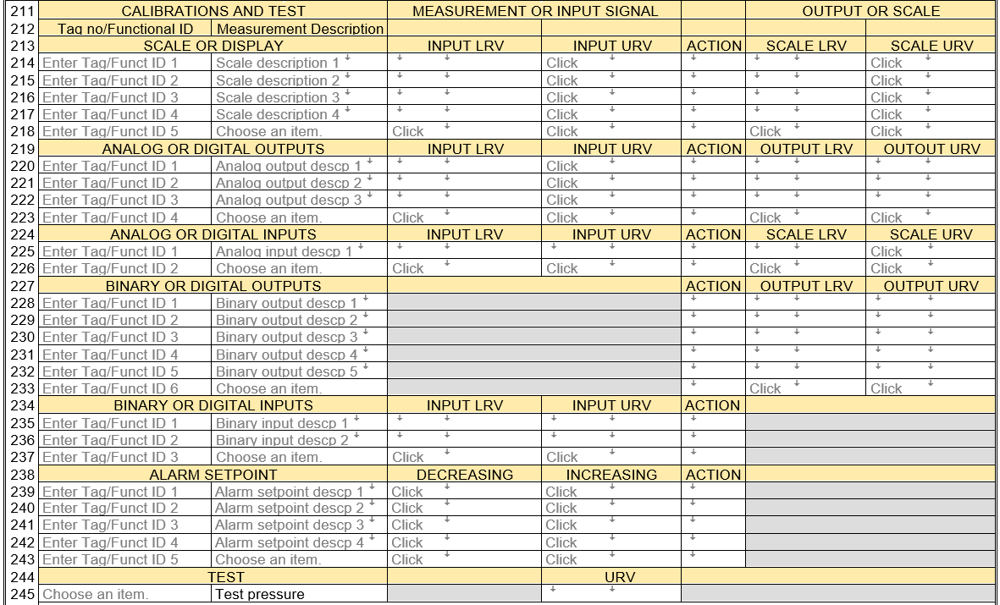 211 CALIBRATIONS AND TEST MEASUREMENT OR INPUT SIGNAL OUTPUT OR SCALE
212 Tag no/Functional ID Measurement Description
213 SCALE OR DISPLAY INPUT LRV INPUT URV ACTION SCALE LRV SCALE URV
214 Enter Tag/Funct ID 1 Scale description 1 Click Click
215 Enter Tag/Funct ID 2 Scale description 2 Click Click
216 Enter Tag/Funct ID 3 Scale description 3 Click Click
217 Enter Tag/Funct ID 4 Scale description 4 Click Click
218 Enter Tag/Funct ID 5 Choose an item. Click Click Click Click
219 ANALOG OR DIGITAL OUTPUTS INPUT LRV INPUT URV ACTION OUTPUT LRV OUTOUT URV
220 Enter Tag/Funct ID 1 Analog output descp 1 Click
221 Enter Tag/Funct ID 2 Analog output descp 2 Click
222 Enter Tag/Funct ID 3 Analog output descp 3 Click
223 Enter Tag/Funct ID 4 Choose an item. Click Click Click Click
224 ANALOG OR DIGITAL INPUTS INPUT LRV INPUT URV ACTION SCALE LRV SCALE URV
225 Enter Tag/Funct ID 1 Analog input descp 1 Click
226 Enter Tag/Funct ID 2 Choose an item. Click Click Click Click
227 BINARY OR DIGITAL OUTPUTS ACTION OUTPUT LRV OUTPUT URV
228 Enter Tag/Funct ID 1 Binary output descp 1
229 Enter Tag/Funct ID 2 Binary output descp 2
230 Enter Tag/Funct ID 3 Binary output descp 3
231 Enter Tag/Funct ID 4 Binary output descp 4
232 Enter Tag/Funct ID 5 Binary output descp 5
233 Enter Tag/Funct ID 6 Choose an item. Click Click
234 BINARY OR DIGITAL INPUTS INPUT LRV INPUT URV ACTION
235 Enter Tag/Funct ID 1 Binary input descp 1
236 Enter Tag/Funct ID 2 Binary input descp 2
237 Enter Tag/Funct ID 3 Choose an item. Click Click
238 ALARM SETPOINT DECREASING INCREASING ACTION
239 Enter Tag/Funct ID 1 Alarm setpoint descp 1 Click Click
240 Enter Tag/Funct ID 2 Alarm setpoint descp 2 Click Click
241 Enter Tag/Funct ID 3 Alarm setpoint descp 3 Click Click
242 Enter Tag/Funct ID 4 Alarm setpoint descp 4 Click Click
243 Enter Tag/Funct ID 5 Choose an item. Click Click
244 TEST URV
245 Choose an item. Test pressure